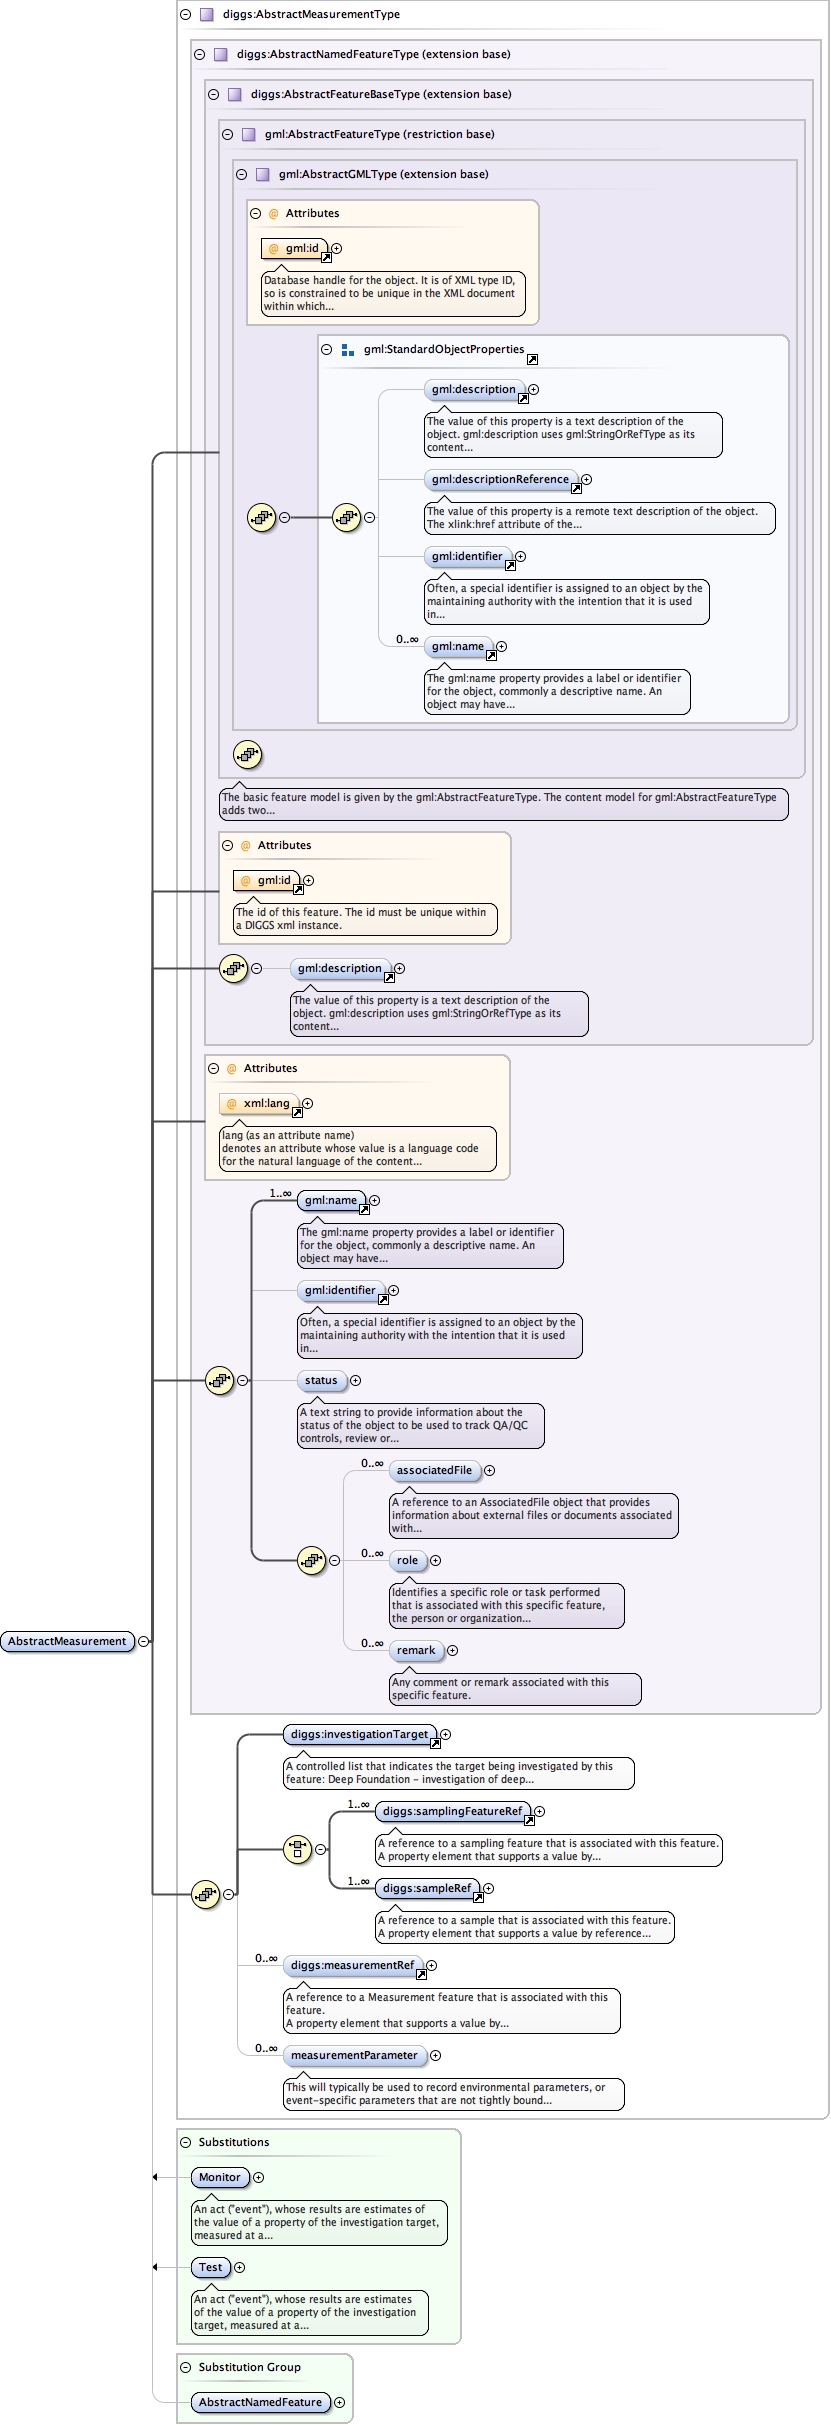 diggs:AbstractMeasurementType
diggs:AbstractNamedFeatureType (extension base)
diggs:AbstractFeatureBaseType (extension base)
gml:AbstractFeatureType (restriction base)
gml:AbstractGMLType (extension base)
@ Attributes
@ gml:id
Database handle for the object. It is of XML type ID,
so is constrained to be unique in the XML document
within which...
gml:StandardObjectProperties
gml:description
The value of this property is a text description of the
object. gml:description uses gml:StringOrRefType as its
content...
gml:descriptionReference
The value of this property is a remote text description of the object.
The xlink:href attribute of the...
gml:identifier
Often, a special identifier is assigned to an object by the
maintaining authority with the intention that it is used
in...
0..∞
gml:name
The gml:name property provides a label or identifier
for the object, commonly a descriptive name. An
object may have...
The basic feature model is given by the gml:AbstractFeatureType. The content model for gml:AbstractFeatureType
adds two...
@ Attributes
@ gml:id
The id of this feature. The id must be unique within
a DIGGS xml instance.
gml:description
The value of this property is a text description of the
object. gml:description uses gml:StringOrRefType as its
content...
@ Attributes
@ xml:lang
lang (as an attribute name)
denotes an attribute whose value is a language code
for the natural language of the content...
1..∞
gml:name
The gml:name property provides a label or identifier
for the object, commonly a descriptive name. An
object may have...
gml:identifier
Often, a special identifier is assigned to an object by the
maintaining authority with the intention that it is used
in...
status
A text string to provide information about the
status of the object to be used to track QA/QC
controls, review or...
0..∞
associatedFile
A reference to an AssociatedFile object that provides
information about external files or documents associated
with...
0..∞
role
Identifies a specific role or task performed
that is associated with this specific feature,
the person or organization...
0..∞
remark
Any comment or remark associated with this
specific feature.
AbstractMeasurement
diggs:investigationTarget
A controlled list that indicates the target being investigated by this
feature: Deep Foundation - investigation of deep...
1..∞
diggs:samplingFeatureRef
A reference to a sampling feature that is associated with this feature.
A property element that supports a value by...
1..∞
diggs:sampleRef
A reference to a sample that is associated with this feature.
A property element that supports a value by reference...
0..∞
diggs:measurementRef
A reference to a Measurement feature that is associated with this
feature.
A property element that supports a value by...
0..∞
measurementParameter
This will typically be used to record environmental parameters, or
event-specific parameters that are not tightly bound...
Substitutions
Monitor
An act ("event"), whose results are estimates of
the value of a property of the investigation target,
measured at a...
Test
An act ("event"), whose results are estimates
of the value of a property of the investigation
target, measured at a...
Substitution Group
AbstractNamedFeature